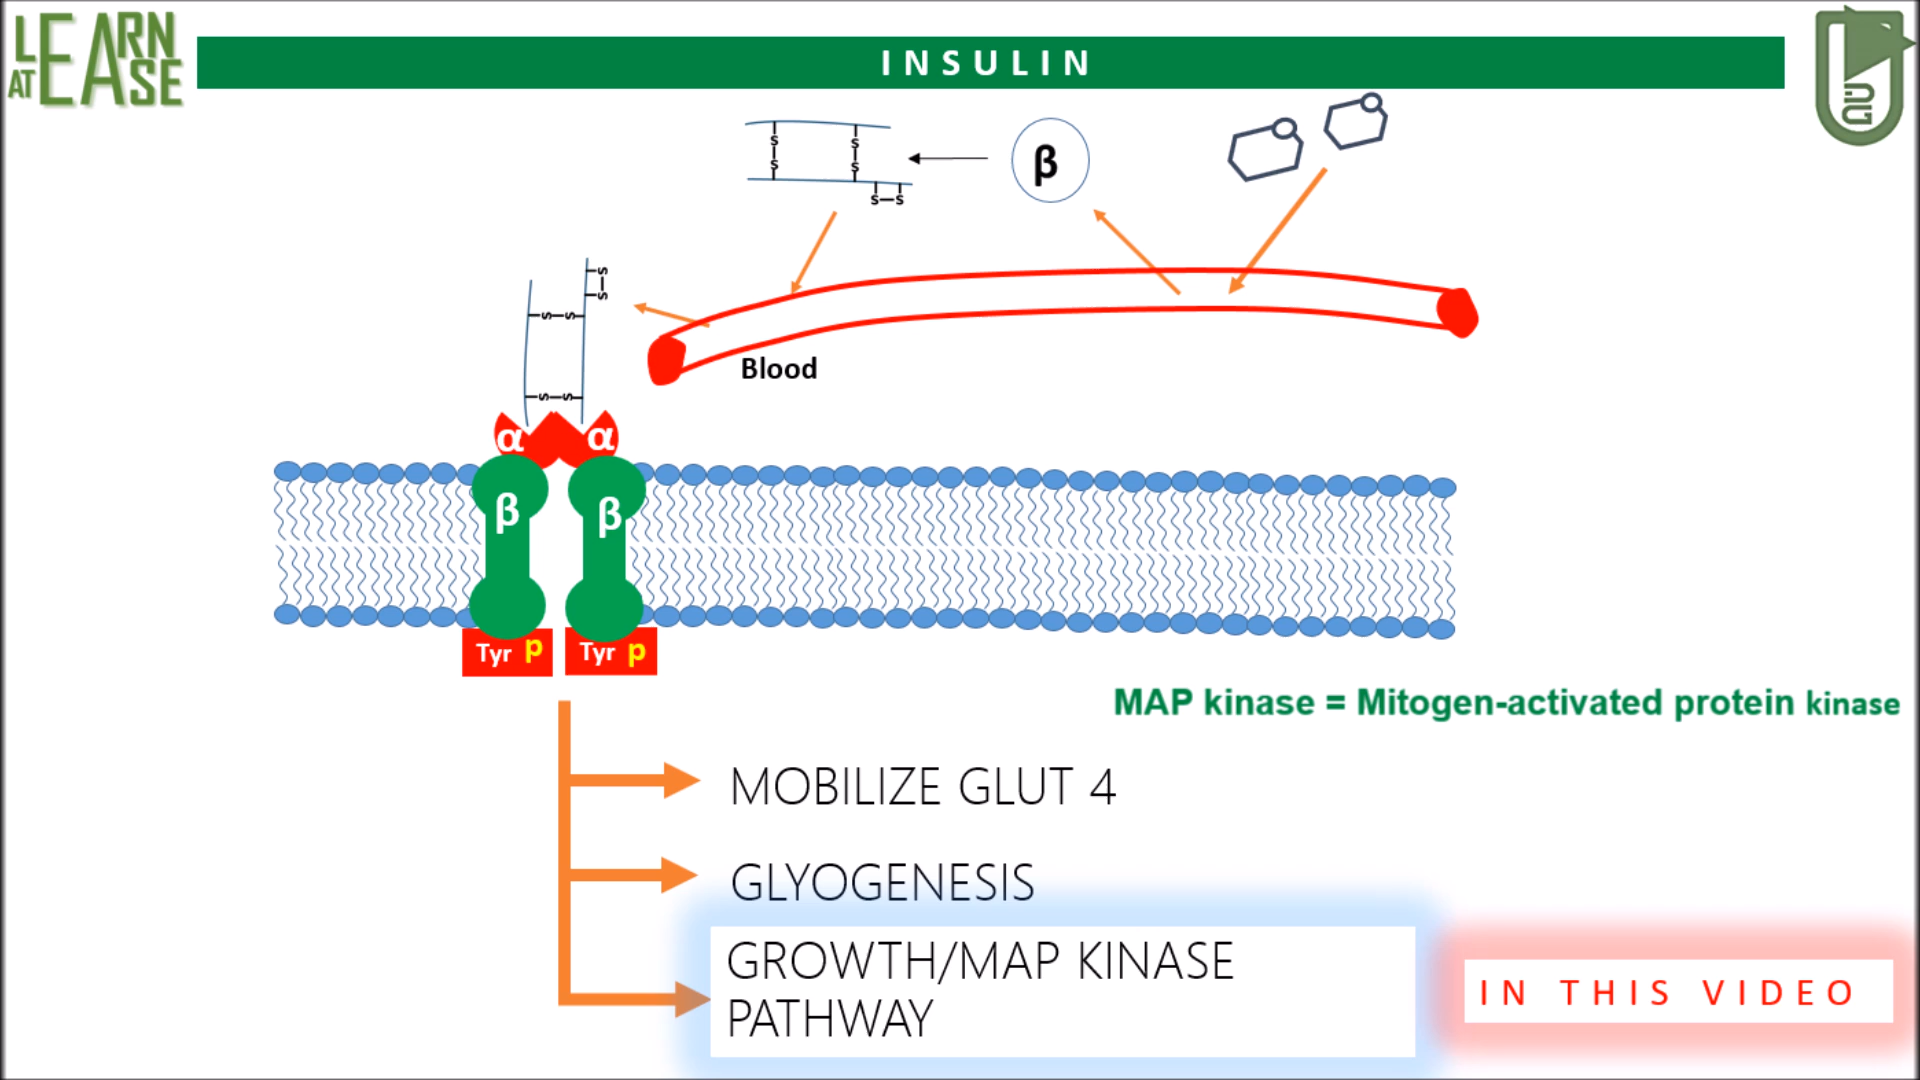 LEARN
AT EASE
INSULIN
S
S
S
S
S—S
β
S
S
S—S
S—S
Blood
α
α
β
β
Tyr p
Tyr p
MAP kinase = Mitogen-activated protein kinase
MOBILIZE GLUT 4
GLYOGENESIS
GROWTH/MAP KINASE
PATHWAY
IN THIS VIDEO